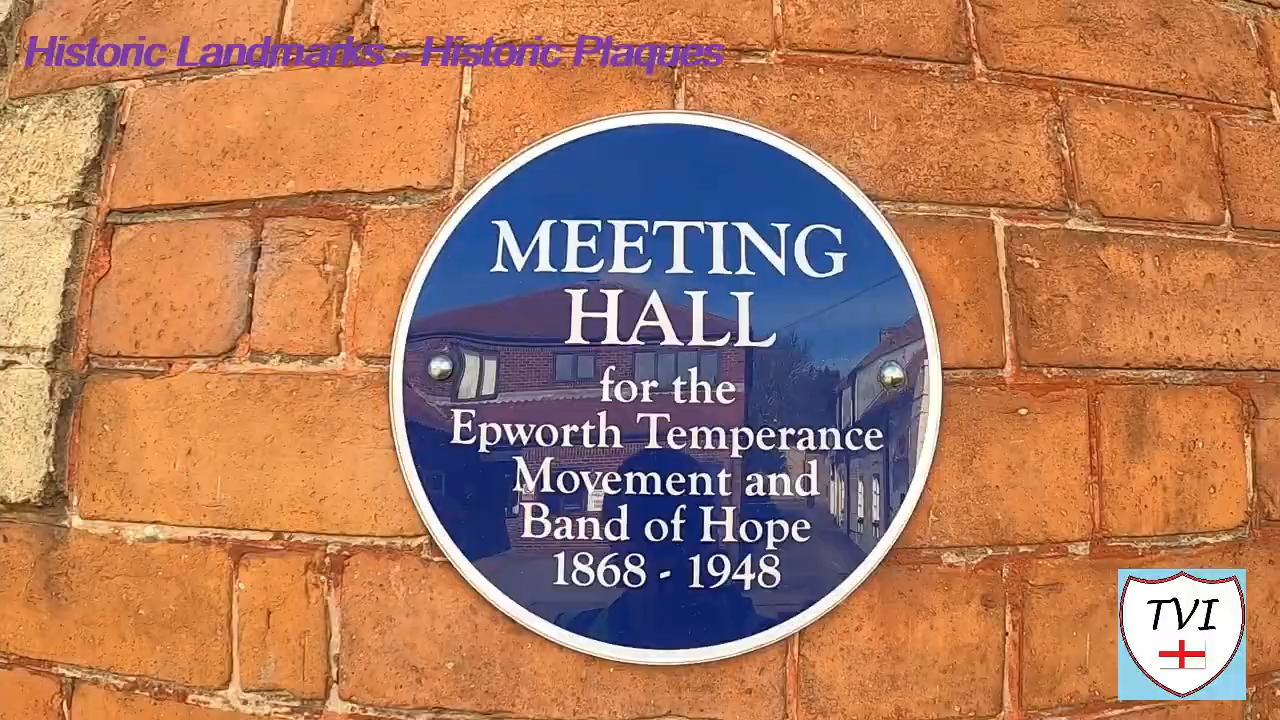 Historic Landmarks - Historic Plaques
MEETING
HALL
for the
Epworth Temperance
Movement and
Band of Hope
1868 - 1948
TVI